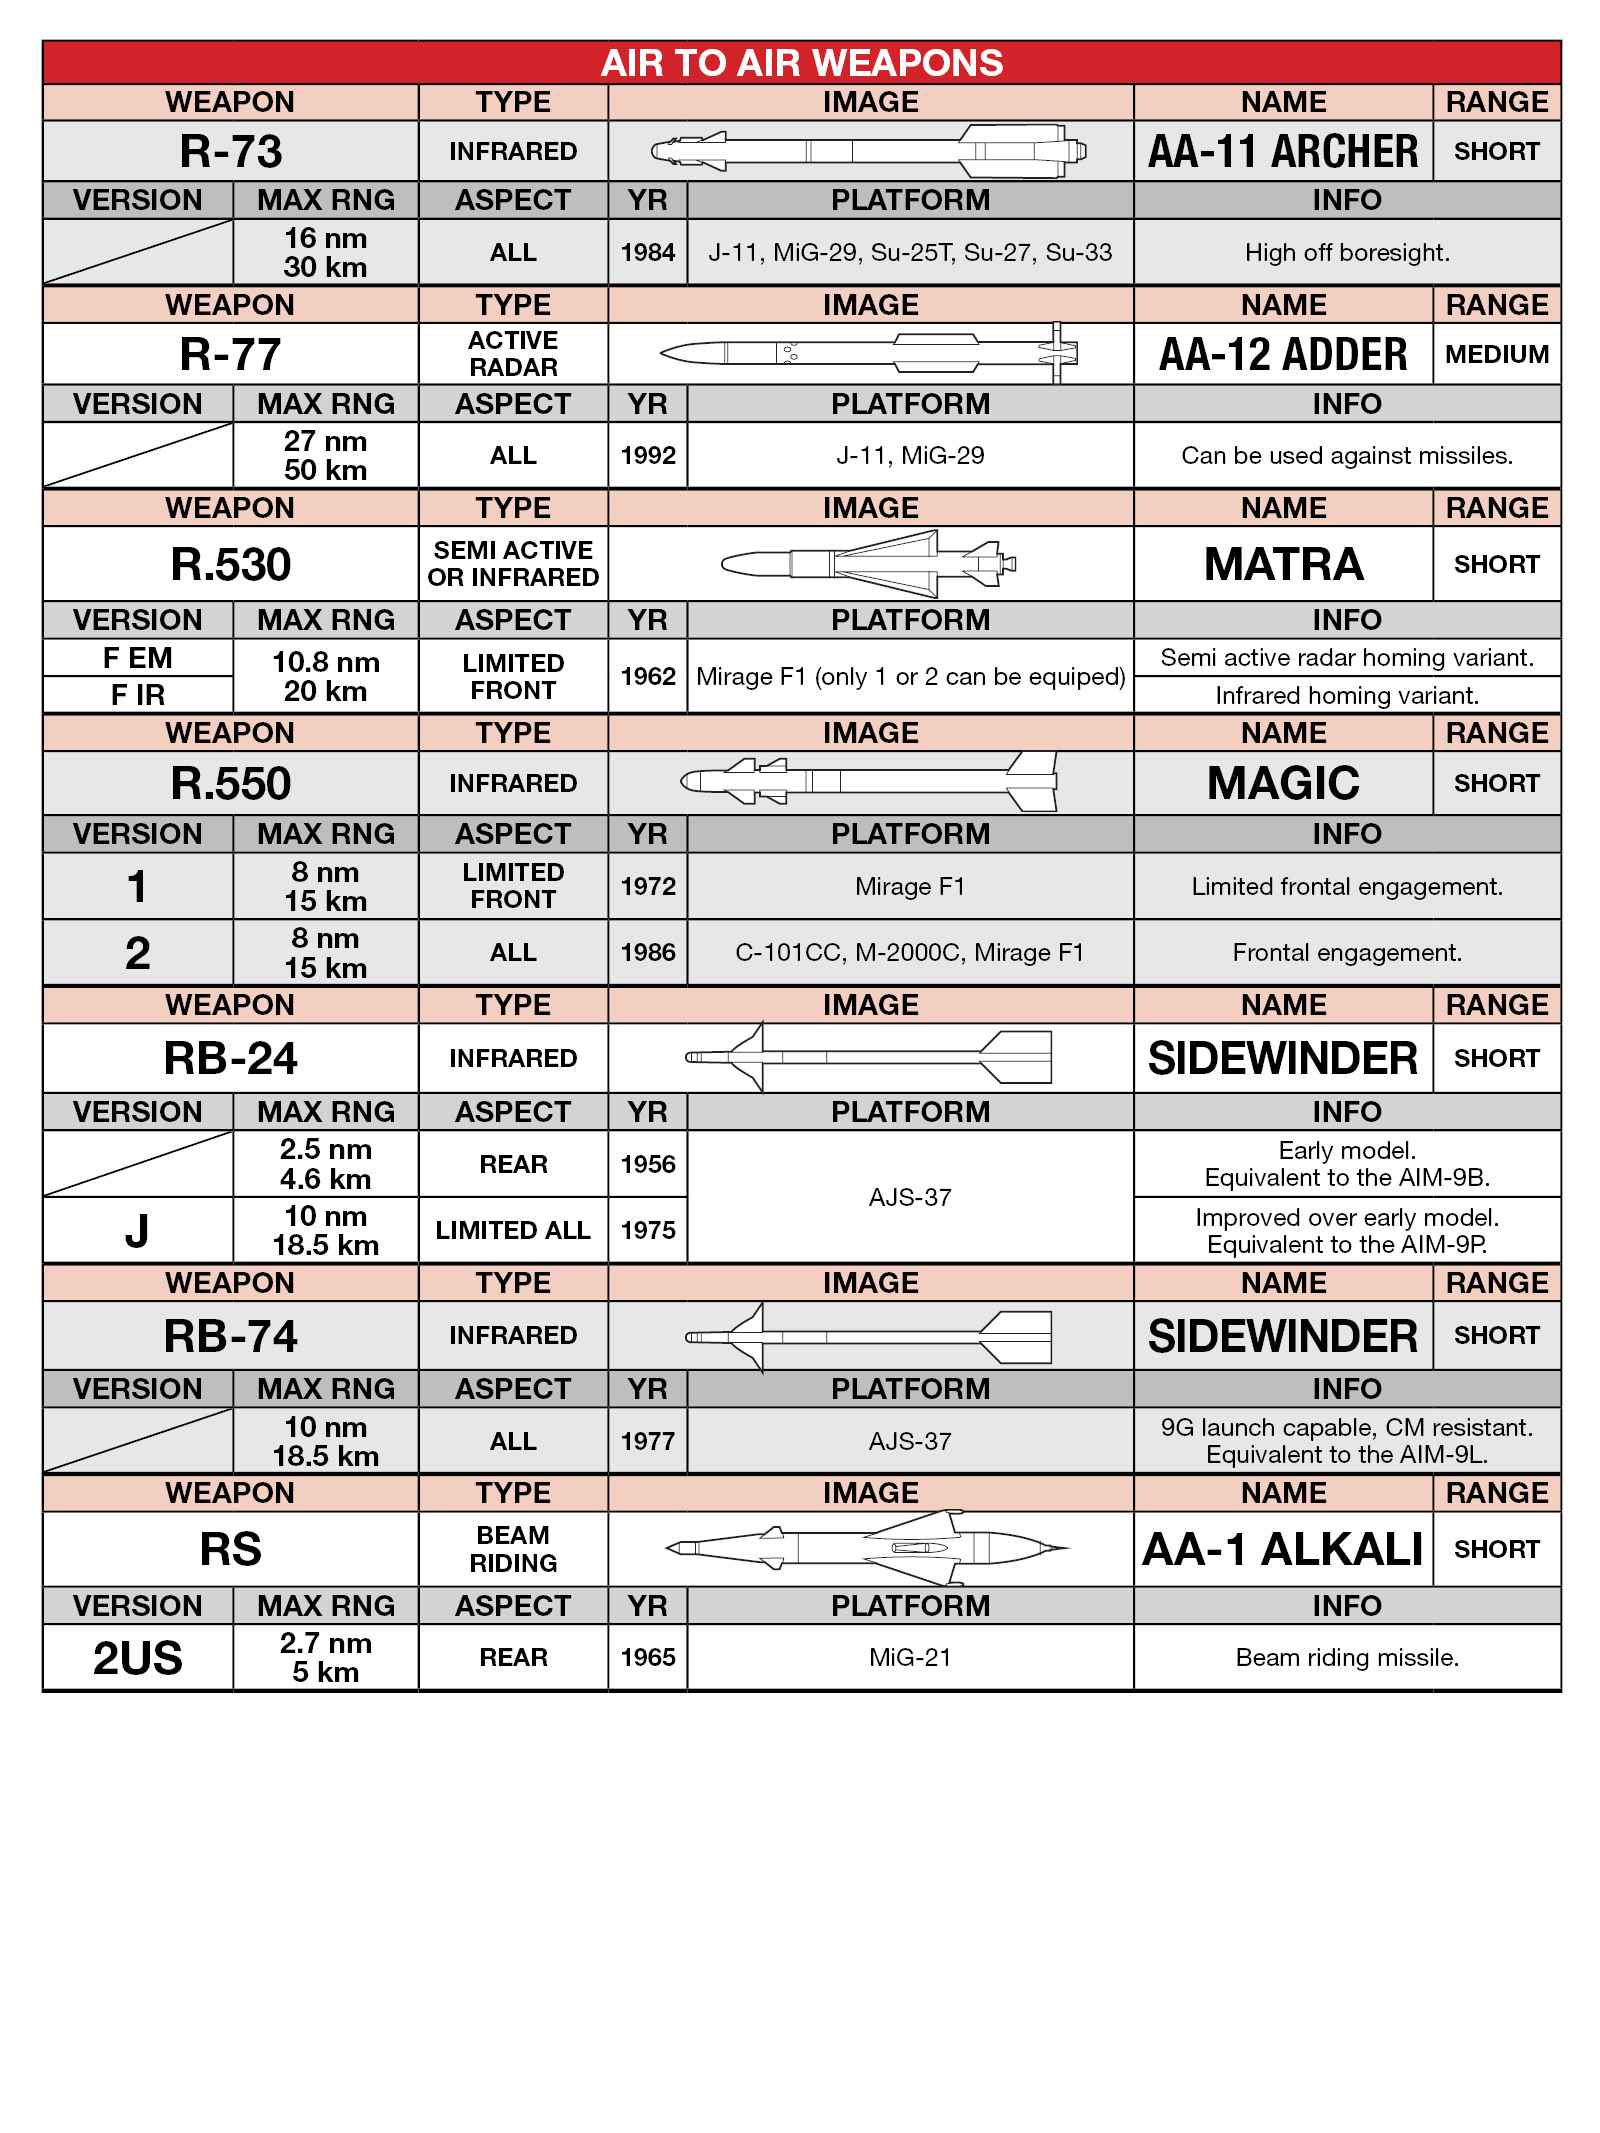 AIR TO AIR WEAPONS
WEAPON TYPE IMAGE NAME RANGE
R-73 INFRARED AA-11 ARCHER SHORT
VERSION MAX RNG ASPECT YR PLATFORM INFO
16 nm
30 km
ALL 1984 J-11, MiG-29, Su-25T, Su-27, Su-33 High off boresight.
WEAPON TYPE IMAGE NAME RANGE
R-77
ACTIVE
RADAR
AA-12 ADDER MEDIUM
VERSION MAX RNG ASPECT YR PLATFORM INFO
27 nm
50 km
ALL 1992 J-11, MiG-29 Can be used against missiles.
WEAPON TYPE IMAGE NAME RANGE
R.530
SEMI ACTIVE
OR INFRARED
MATRA SHORT
VERSION MAX RNG ASPECT YR PLATFORM INFO
F EM
F IR
10.8 nm
20 km
LIMITED
FRONT
1962 Mirage F1 (only 1 or 2 can be equiped)
Semi active radar homing variant.
Infrared homing variant.
WEAPON TYPE IMAGE NAME RANGE
R.550 INFRARED MAGIC SHORT
VERSION MAX RNG ASPECT YR PLATFORM INFO
1
8 nm
15 km
LIMITED
FRONT
1972 Mirage F1 Limited frontal engagement.
2
8 nm
15 km
ALL 1986 C-101CC, M-2000C, Mirage F1 Frontal engagement.
WEAPON TYPE IMAGE NAME RANGE
RB-24 INFRARED SIDEWINDER SHORT
VERSION MAX RNG ASPECT YR PLATFORM INFO
2.5 nm
4.6 km
REAR 1956
AJS-37
Early model.
Equivalent to the AIM-9B.
J
10 nm
18.5 km
LIMITED ALL 1975
Improved over early model.
Equivalent to the AIM-9P.
WEAPON TYPE IMAGE NAME RANGE
RB-74 INFRARED SIDEWINDER SHORT
VERSION MAX RNG ASPECT YR PLATFORM INFO
10 nm
18.5 km
ALL 1977 AJS-37
9G launch capable, CM resistant.
Equivalent to the AIM-9L.
WEAPON TYPE IMAGE NAME RANGE
RS
BEAM
RIDING
AA-1 ALKALI SHORT
VERSION MAX RNG ASPECT YR PLATFORM INFO
2US
2.7 nm
5 km
REAR 1965 MiG-21 Beam riding missile.